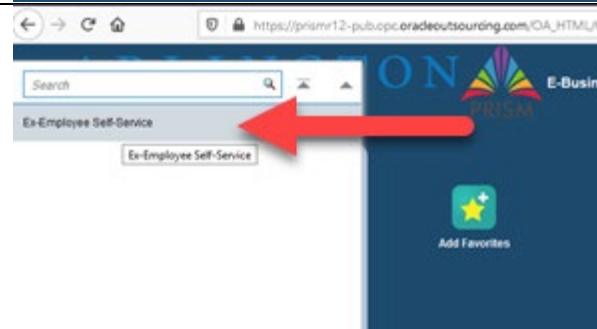 https://prismr12-pub.opc.oracleoutsourcing.com/OA_HTML/
ARLINGTON
E-Busin
PRISM
Search
Ex-Employee Self-Service
Ex-Employee Self-Service
Add Favorites